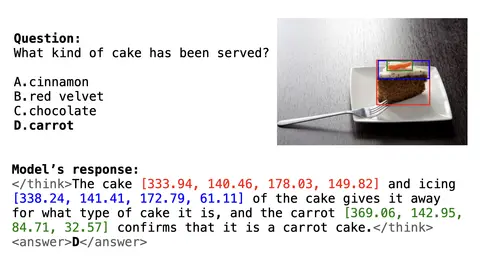 Question:
What kind of cake has been served?
A.cinnamon
B.red velvet
C.chocolate
D.carrot
Model's response:
</think>The cake [333.94, 140.46, 178.03, 149.82] and icing
[338.24, 141.41, 172.79, 61.11] of the cake gives it away
for what type of cake it is, and the carrot [369.06, 142.95,
84.71, 32.57] confirms that it is a carrot cake.</think>
<answer>D</answer>